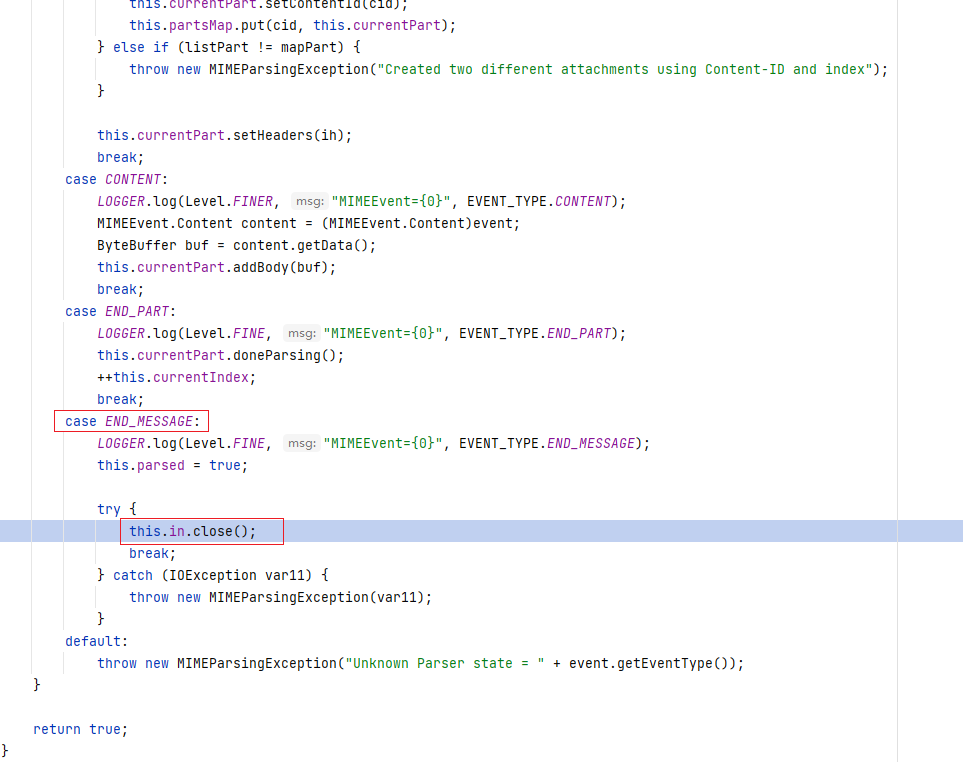 this.currentPart.setContentId(cid);
this.partsMap.put(cid, this.currentPart);
} else if (listPart != mapPart) {
throw new MIMEParsingException("Created two different attachments using Content-ID and index");
}
this.currentPart.setHeaders(ih);
break;
case CONTENT:
LOGGER.log(Level.FINER, msg: "MIMEEvent={0}", EVENT_TYPE.CONTENT);
MIMEEvent.Content content = (MIMEEvent.Content)event;
ByteBuffer buf = content.getData();
this.currentPart.addBody(buf);
break;
case END_PART:
LOGGER.log(Level.FINE, msg: "MIMEEvent={0}", EVENT_TYPE.END_PART);
this.currentPart.doneParsing();
++this.currentIndex;
break;
case END_MESSAGE:
LOGGER.log(Level.FINE, msg: "MIMEEvent={0}", EVENT_TYPE.END_MESSAGE);
this.parsed = true;
try {
this.in.close();
break;
} catch (IOException var11) {
throw new MIMEParsingException(var11);
}
default:
throw new MIMEParsingException("Unknown Parser state = " + event.getEventType());
}
return true;
}